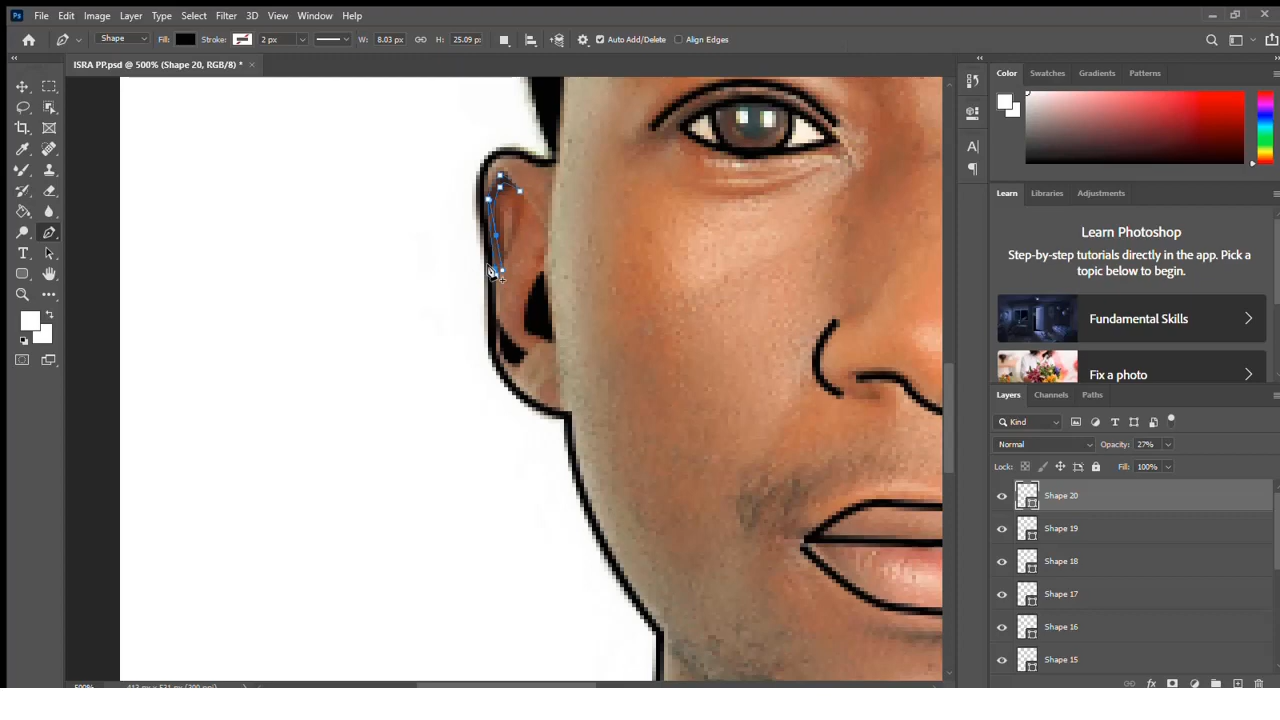 Ps File Edit Image Layer Type Select Filter 3D View Window Help
Shape Fill: Stroke: 2 px W: 8.03 px H: 25.09 px Auto Add/Delete Align Edges
ISRA PP.psd @ 500% (Shape 20, RGB/8) * ×
Color Swatches Gradients Patterns
Learn Libraries Adjustments
Learn Photoshop
Step-by-step tutorials directly in the app. Pick a
topic below to begin.
Fundamental Skills
Fix a photo
Layers Channels Paths
Kind
Normal Opacity: 27%
Lock: Fill: 100%
Shape 20
Shape 19
Shape 18
Shape 17
Shape 16
Shape 15